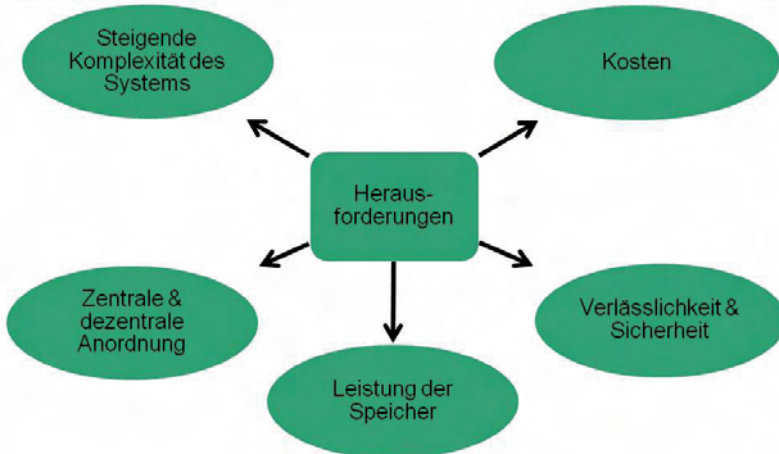 Steigende
Komplexität des
Systems
Kosten
Heraus-
forderungen
Zentrale &
dezentrale
Anordnung
Verlässlichkeit &
Sicherheit
Leistung der
Speicher